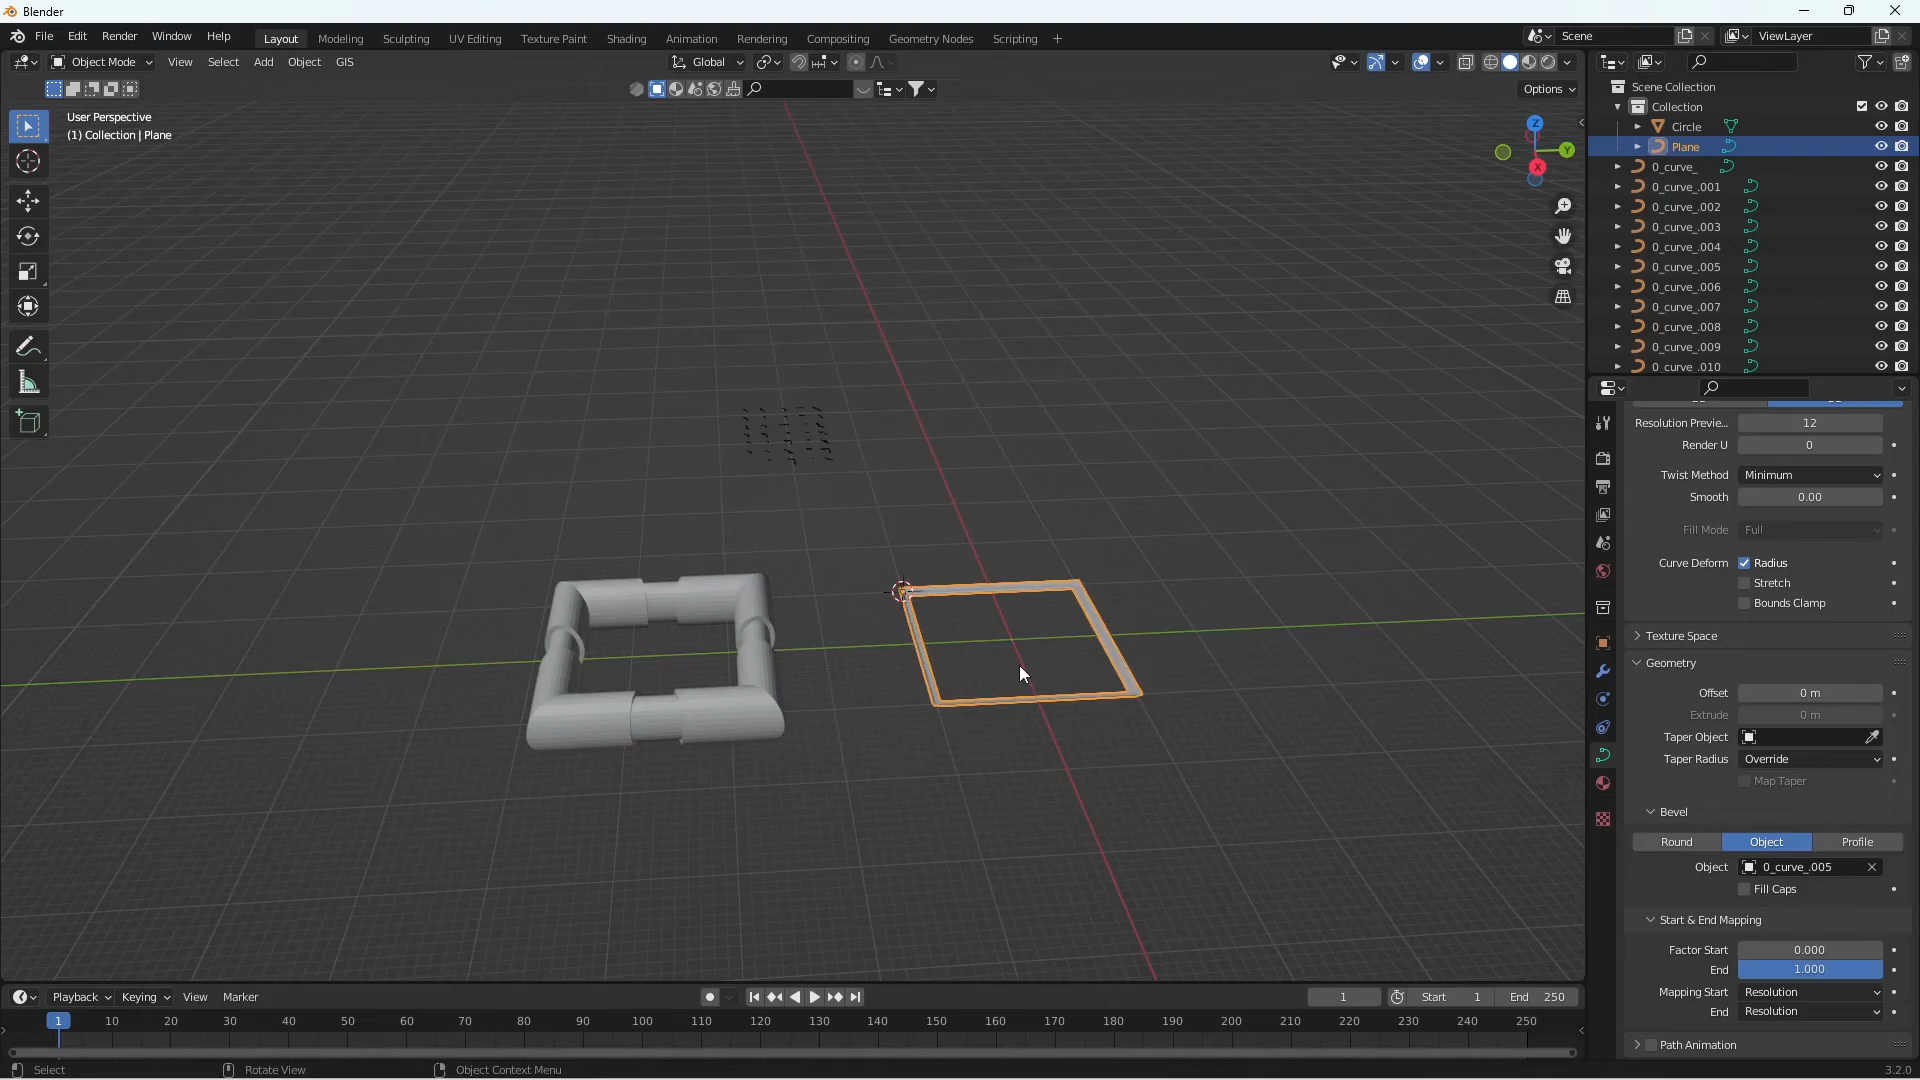 Blender
File Edit Render Window Help
Layout Modeling Sculpting UV Editing Texture Paint Shading Animation Rendering Compositing Geometry Nodes Scripting +
Scene
ViewLayer
Object Mode View Select Add Object GIS
Global
Options
User Perspective
(1) Collection | Plane
Z
Y
X
Scene Collection
Collection
Circle
Plane
0_curve_
0_curve_.001
0_curve_.002
0_curve_.003
0_curve_.004
0_curve_.005
0_curve_.006
0_curve_.007
0_curve_.008
0_curve_.009
0_curve_.010
Resolution Previe... 12
Render U 0
Twist Method Minimum
Smooth 0.00
Fill Mode Full
Curve Deform Radius
Stretch
Bounds Clamp
Texture Space
Geometry
Offset 0 m
Extrude 0 m
Taper Object
Taper Radius Override
Map Taper
Bevel
Round Object Profile
Object 0_curve_.005
Fill Caps
Start & End Mapping
Factor Start 0.000
End 1.000
Mapping Start Resolution
End Resolution
Path Animation
Playback Keying View Marker
1 Start 1 End 250
1 10 20 30 40 50 60 70 80 90 100 110 120 130 140 150 160 170 180 190 200 210 220 230 240 250
Select Rotate View Object Context Menu 3.2.0